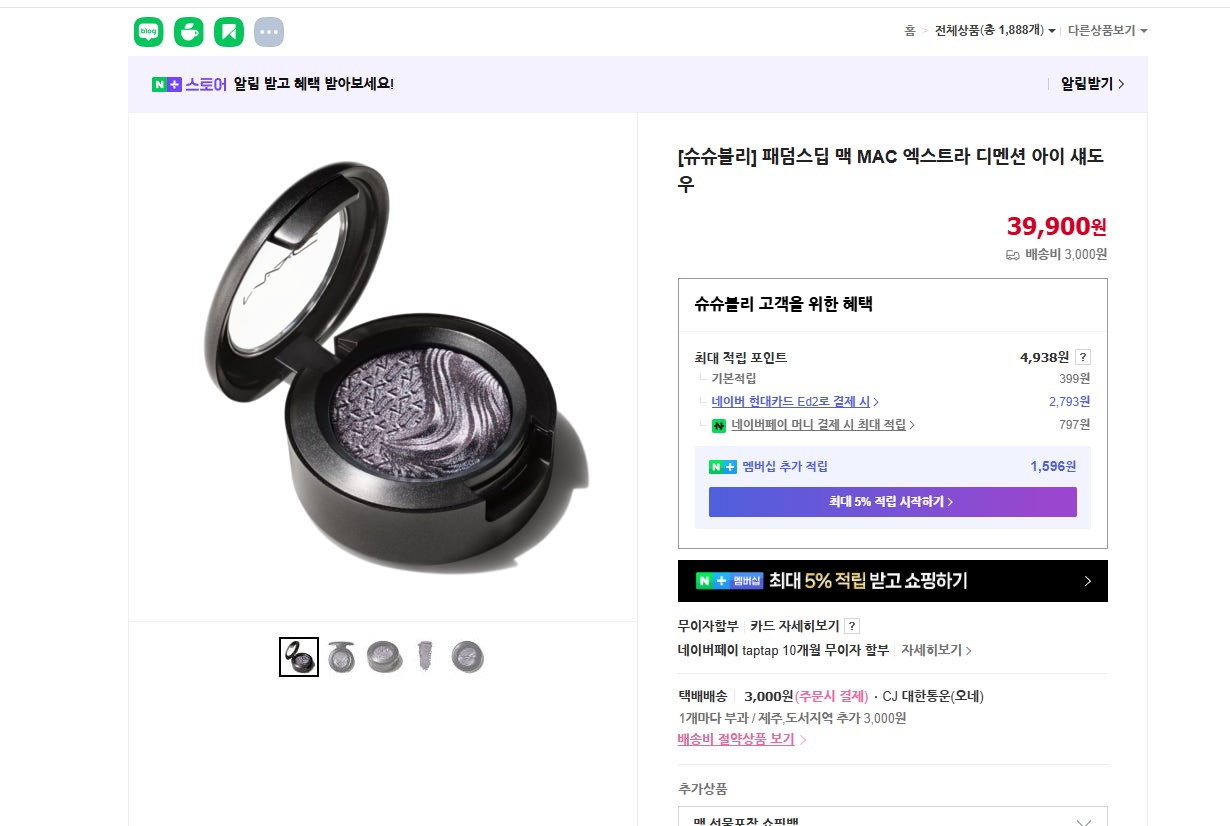 blog
홈 > 전체상품(총 1,888개) 다른상품보기
N+ 스토어 알림 받고 혜택 받아보세요! 알림받기 >
[슈슈블리] 패덤스딥 맥 MAC 엑스트라 디멘션 아이 섀도
우
39,900원
배송비 3,000원
슈슈블리 고객을 위한 혜택
최대 적립 포인트 4,938원 ?
기본적립 399원
네이버 현대카드 Ed2로 결제 시 > 2,793원
네이버페이 머니 결제 시 최대 적립 > 797원
N+ 멤버십 추가 적립 1,596원
최대 5% 적립 시작하기 >
N+ 멤버십 최대 5% 적립 받고 쇼핑하기 >
무이자할부 카드 자세히보기 ?
네이버페이 taptap 10개월 무이자 할부 자세히보기 >
택배배송 3,000원(주문시 결제) · CJ 대한통운(오네)
1개마다 부과 / 제주,도서지역 추가 3,000원
배송비 절약상품 보기 >
추가상품
맥 선물포장 쇼핑백